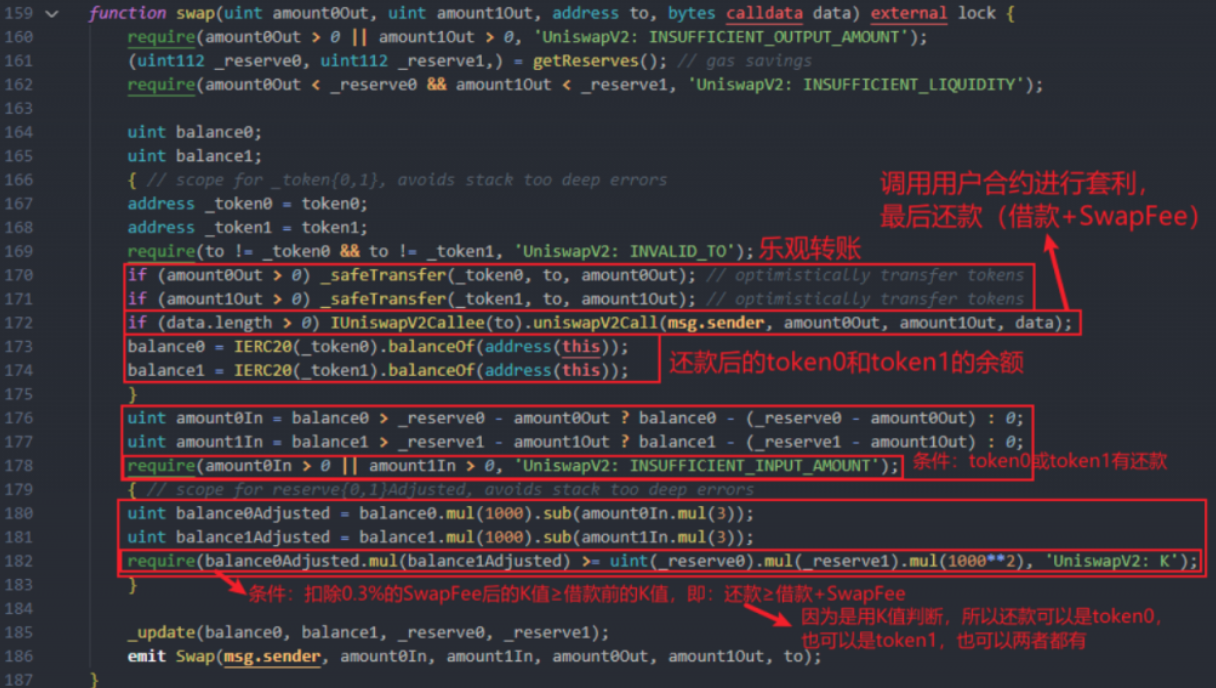 159 function swap(uint amount0Out, uint amount1Out, address to, bytes calldata data) external lock {
160 require(amount0Out > 0 || amount1Out > 0, 'UniswapV2: INSUFFICIENT_OUTPUT_AMOUNT');
161 (uint112 _reserve0, uint112 _reserve1,) = getReserves(); // gas savings
162 require(amount0Out < _reserve0 && amount1Out < _reserve1, 'UniswapV2: INSUFFICIENT_LIQUIDITY');
163
164 uint balance0;
165 uint balance1;
166 { // scope for _token{0,1}, avoids stack too deep errors
调用用户合约进行套利，
167 address _token0 = token0;
最后还款（借款+SwapFee）
168 address _token1 = token1;
169 require(to != _token0 && to != _token1, 'UniswapV2: INVALID_TO'); 乐观转账
170 if (amount0Out > 0) _safeTransfer(_token0, to, amount0Out); // optimistically transfer tokens
171 if (amount1Out > 0) _safeTransfer(_token1, to, amount1Out); // optimistically transfer tokens
172 if (data.length > 0) IUniswapV2Callee(to).uniswapV2Call(msg.sender, amount0Out, amount1Out, data);
173 balance0 = IERC20(_token0).balanceOf(address(this));
还款后的token0和token1的余额
174 balance1 = IERC20(_token1).balanceOf(address(this));
175 }
176 uint amount0In = balance0 > _reserve0 - amount0Out ? balance0 - (_reserve0 - amount0Out) : 0;
177 uint amount1In = balance1 > _reserve1 - amount1Out ? balance1 - (_reserve1 - amount1Out) : 0;
178 require(amount0In > 0 || amount1In > 0, 'UniswapV2: INSUFFICIENT_INPUT_AMOUNT'); 条件：token0或token1有还款
179 { // scope for reserve{0,1}Adjusted, avoids stack too deep errors
180 uint balance0Adjusted = balance0.mul(1000).sub(amount0In.mul(3));
181 uint balance1Adjusted = balance1.mul(1000).sub(amount1In.mul(3));
182 require(balance0Adjusted.mul(balance1Adjusted) >= uint(_reserve0).mul(_reserve1).mul(1000**2), 'UniswapV2: K');
183 }
条件：扣除0.3%的SwapFee后的K值≥借款前的K值，即：还款≥借款+SwapFee
184
因为是用K值判断，所以还款可以是token0，
185 _update(balance0, balance1, _reserve0, _reserve1);
也可以是token1，也可以两者都有
186 emit Swap(msg.sender, amount0In, amount1In, amount0Out, amount1Out, to);
187 }